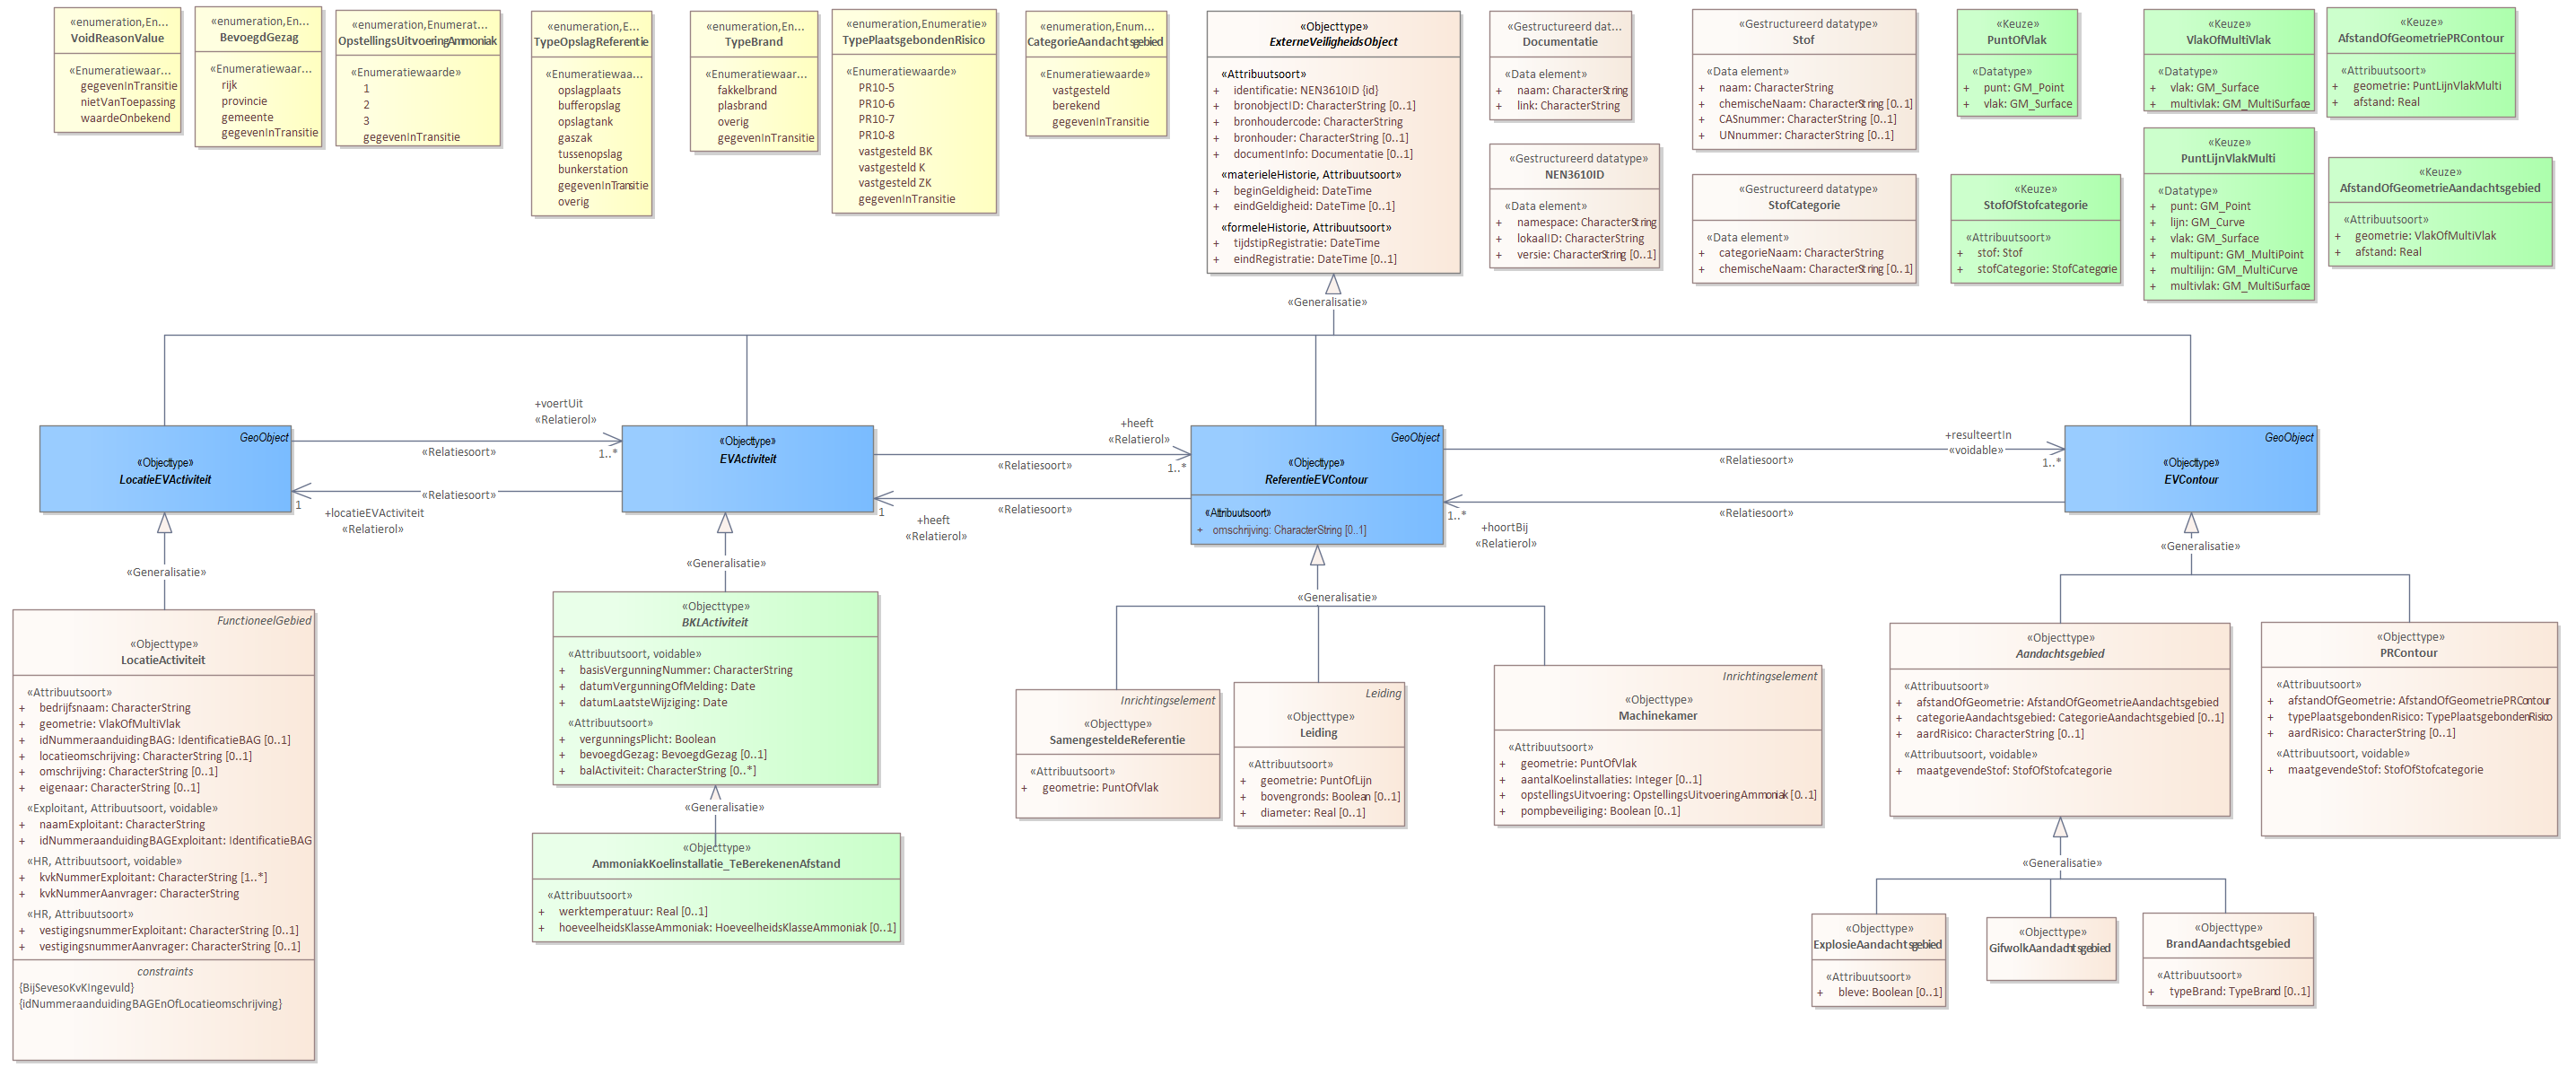 «enumeration,En...
VoidReasonValue
«Enumeratiewaar...
gegevenInTransitie
nietVanToepassing
waardeOnbekend
«enumeration,En...
BevoegdGezag
«Enumeratiewaar...
rijk
provincie
gemeente
gegevenInTransitie
«enumeration,Enumerat...
OpstellingsUitvoeringAmmoniak
«Enumeratiewaarde»
1
2
3
gegevenInTransitie
«enumeration,E...
TypeOpslagReferentie
«Enumeratiewaa...
opslagplaats
bufferopslag
opslagtank
gaszak
tussenopslag
bunkerstation
gegevenInTransitie
overig
«enumeration,En...
TypeBrand
«Enumeratiewaar...
fakkelbrand
plasbrand
overig
gegevenInTransitie
«enumeration,Enumeratie»
TypePlaatsgebondenRisico
«Enumeratiewaarde»
PR10-5
PR10-6
PR10-7
PR10-8
vastgesteld BK
vastgesteld K
vastgesteld ZK
gegevenInTransitie
«enumeration,Enum...
CategorieAandachtsgebied
«Enumeratiewaarde»
vastgesteld
berekend
gegevenInTransitie
«Objecttype»
ExterneVeiligheidsObject
«Attribuutsoort»
+ identificatie: NEN3610ID {id}
+ bronobjectID: CharacterString [0..1]
+ bronhoudercode: CharacterString
+ bronhouder: CharacterString [0..1]
+ documentInfo: Documentatie [0..1]
«materieleHistorie, Attribuutsoort»
+ beginGeldigheid: DateTime
+ eindGeldigheid: DateTime [0..1]
«formeleHistorie, Attribuutsoort»
+ tijdstipRegistratie: DateTime
+ eindRegistratie: DateTime [0..1]
«Gestructureerd dat...
Documentatie
«Data element»
+ naam: CharacterString
+ link: CharacterString
«Gestructureerd datatype»
NEN3610ID
«Data element»
+ namespace: CharacterString
+ lokaalID: CharacterString
+ versie: CharacterString [0..1]
«Gestructureerd datatype»
Stof
«Data element»
+ naam: CharacterString
+ chemischeNaam: CharacterString [0..1]
+ CASnummer: CharacterString [0..1]
+ UNnummer: CharacterString [0..1]
«Gestructureerd datatype»
StofCategorie
«Data element»
+ categorieNaam: CharacterString
+ chemischeNaam: CharacterString [0..1]
«Keuze»
PuntOfVlak
«Datatype»
+ punt: GM_Point
+ vlak: GM_Surface
«Keuze»
StofOfStofcategorie
«Attribuutsoort»
+ stof: Stof
+ stofCategorie: StofCategorie
«Keuze»
VlakOfMultiVlak
«Datatype»
+ vlak: GM_Surface
+ multivlak: GM_MultiSurface
«Keuze»
PuntLijnVlakMulti
«Datatype»
+ punt: GM_Point
+ lijn: GM_Curve
+ vlak: GM_Surface
+ multipunt: GM_MultiPoint
+ multilijn: GM_MultiCurve
+ multivlak: GM_MultiSurface
«Keuze»
AfstandOfGeometriePRContour
«Attribuutsoort»
+ geometrie: PuntLijnVlakMulti
+ afstand: Real
«Keuze»
AfstandOfGeometrieAandachtsgebied
«Attribuutsoort»
+ geometrie: VlakOfMultiVlak
+ afstand: Real
«Generalisatie»
GeoObject
«Objecttype»
LocatieEVActiviteit
+voertUit
«Relatierol»
«Relatiesoort»
1..*
«Relatiesoort»
1
+locatieEVActiviteit
«Relatierol»
«Objecttype»
EVActiviteit
+heeft
«Relatierol»
«Relatiesoort»
1..*
«Relatiesoort»
1
+heeft
«Relatierol»
GeoObject
«Objecttype»
ReferentieEVContour
«Attribuutsoort»
+ omschrijving: CharacterString [0..1]
+resulteertIn
«voidable»
«Relatiesoort»
1..*
«Relatiesoort»
1..*
+hoortBij
«Relatierol»
GeoObject
«Objecttype»
EVContour
«Generalisatie»
«Generalisatie»
«Generalisatie»
«Generalisatie»
FunctioneelGebied
«Objecttype»
LocatieActiviteit
«Attribuutsoort»
+ bedrijfsnaam: CharacterString
+ geometrie: VlakOfMultiVlak
+ idNummeraanduidingBAG: IdentificatieBAG [0..1]
+ locatieomschrijving: CharacterString [0..1]
+ omschrijving: CharacterString [0..1]
+ eigenaar: CharacterString [0..1]
«Exploitant, Attribuutsoort, voidable»
+ naamExploitant: CharacterString
+ idNummeraanduidingBAGExploitant: IdentificatieBAG
«HR, Attribuutsoort, voidable»
+ kvkNummerExploitant: CharacterString [1..*]
+ kvkNummerAanvrager: CharacterString
«HR, Attribuutsoort»
+ vestigingsnummerExploitant: CharacterString [0..1]
+ vestigingsnummerAanvrager: CharacterString [0..1]
constraints
{BijSevesoKvKIngevuld}
{idNummeraanduidingBAGEnOfLocatieomschrijving}
«Objecttype»
BKLActiviteit
«Attribuutsoort, voidable»
+ basisVergunningNummer: CharacterString
+ datumVergunningOfMelding: Date
+ datumLaatsteWijziging: Date
«Attribuutsoort»
+ vergunningsPlicht: Boolean
+ bevoegdGezag: BevoegdGezag [0..1]
+ balActiviteit: CharacterString [0..*]
«Generalisatie»
«Objecttype»
AmmoniakKoelinstallatie_TeBerekenenAfstand
«Attribuutsoort»
+ werktemperatuur: Real [0..1]
+ hoeveelheidsKlasseAmmoniak: HoeveelheidsKlasseAmmoniak [0..1]
Inrichtingselement
«Objecttype»
SamengesteldeReferentie
«Attribuutsoort»
+ geometrie: PuntOfVlak
Leiding
«Objecttype»
Leiding
«Attribuutsoort»
+ geometrie: PuntOfLijn
+ bovengronds: Boolean [0..1]
+ diameter: Real [0..1]
Inrichtingselement
«Objecttype»
Machinekamer
«Attribuutsoort»
+ geometrie: PuntOfVlak
+ aantalKoelinstallaties: Integer [0..1]
+ opstellingsUitvoering: OpstellingsUitvoeringAmmoniak [0..1]
+ pompbeveiliging: Boolean [0..1]
«Objecttype»
Aandachtsgebied
«Attribuutsoort»
+ afstandOfGeometrie: AfstandOfGeometrieAandachtsgebied
+ categorieAandachtsgebied: CategorieAandachtsgebied [0..1]
+ aardRisico: CharacterString [0..1]
«Attribuutsoort, voidable»
+ maatgevendeStof: StofOfStofcategorie
«Objecttype»
PRContour
«Attribuutsoort»
+ afstandOfGeometrie: AfstandOfGeometriePRContour
+ typePlaatsgebondenRisico: TypePlaatsgebondenRisico
+ aardRisico: CharacterString [0..1]
«Attribuutsoort, voidable»
+ maatgevendeStof: StofOfStofcategorie
«Generalisatie»
«Objecttype»
ExplosieAandachtsgebied
«Attribuutsoort»
+ bleve: Boolean [0..1]
«Objecttype»
GifwolkAandachtsgebied
«Objecttype»
BrandAandachtsgebied
«Attribuutsoort»
+ typeBrand: TypeBrand [0..1]